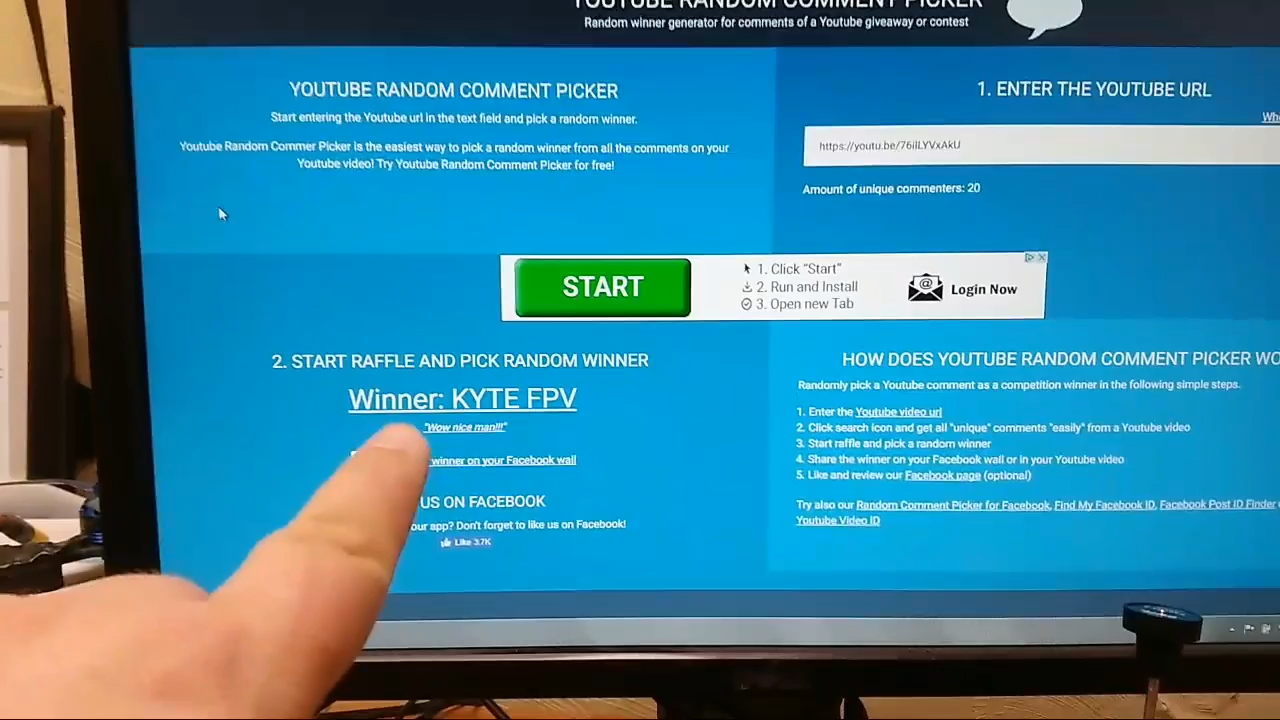 YOUTUBE RANDOM COMMENT PICKER
Random winner generator for comments of a Youtube giveaway or contest
YOUTUBE RANDOM COMMENT PICKER
Start entering the Youtube url in the text field and pick a random winner.
Youtube Random Commer Picker is the easiest way to pick a random winner from all the comments on your
Youtube video! Try Youtube Random Comment Picker for free!
1. ENTER THE YOUTUBE URL
https://youtu.be/76iILYVxAkU
Amount of unique commenters: 20
START
1. Click "Start"
2. Run and Install
3. Open new Tab
Login Now
2. START RAFFLE AND PICK RANDOM WINNER
Winner: KYTE FPV
"Wow nice man!!!"
winner on your Facebook wall
US ON FACEBOOK
our app? Don't forget to like us on Facebook!
Like 3.7K
HOW DOES YOUTUBE RANDOM COMMENT PICKER WO
Randomly pick a Youtube comment as a competition winner in the following simple steps.
1. Enter the Youtube video url
2. Click search icon and get all "unique" comments "easily" from a Youtube video
3. Start raffle and pick a random winner
4. Share the winner on your Facebook wall or in your Youtube video
5. Like and review our Facebook page (optional)
Try also our Random Comment Picker for Facebook, Find My Facebook ID, Facebook Post ID Finder
Youtube Video ID